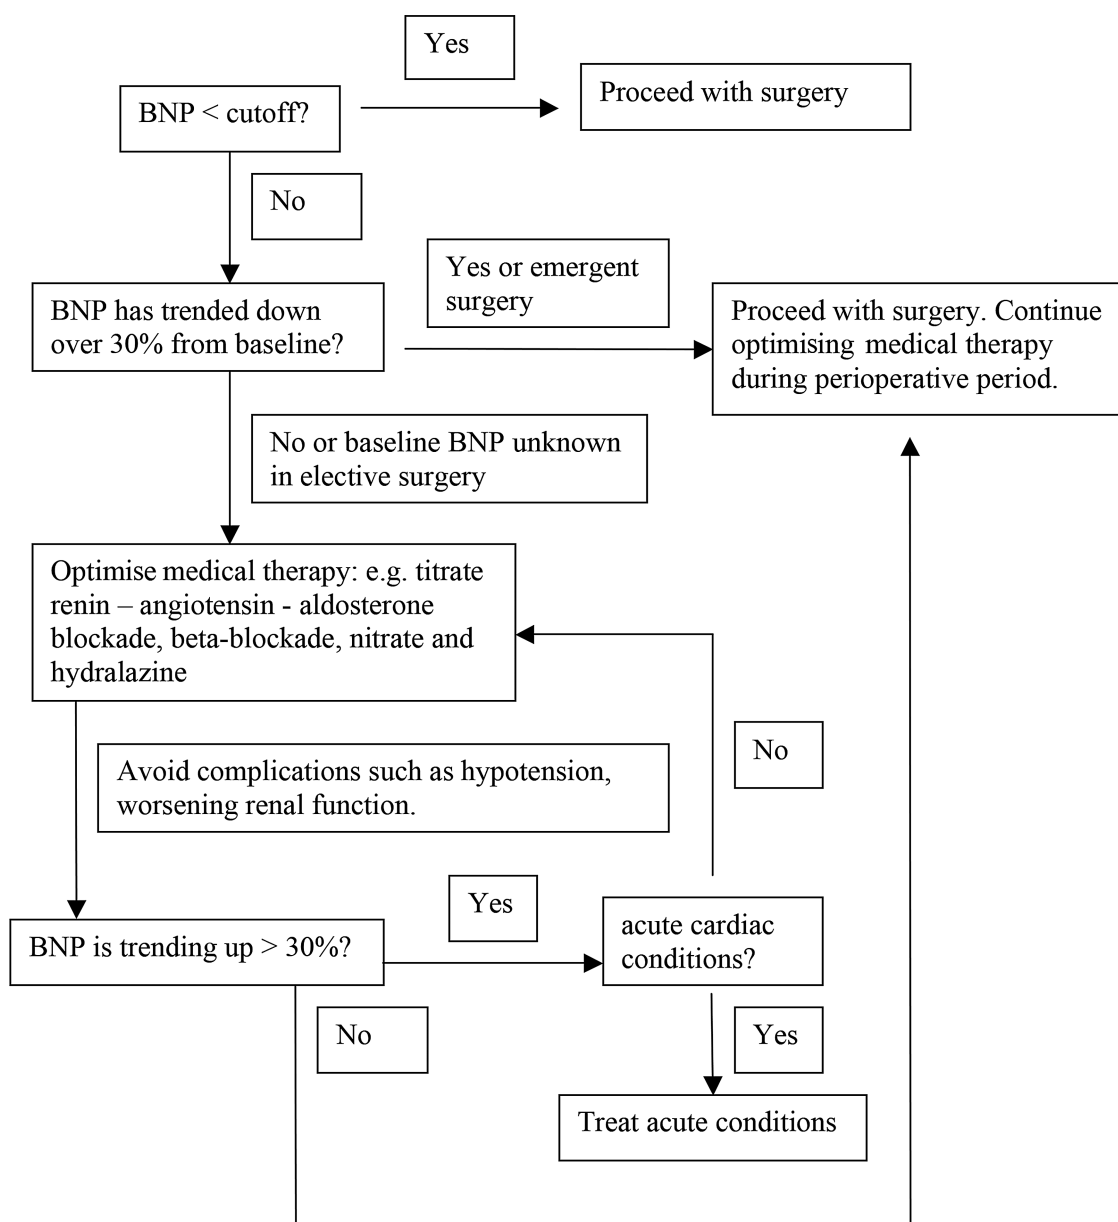 Yes
BNP < cutoff?
Proceed with surgery
No
Yes or emergent
surgery
BNP has trended down
over 30% from baseline?
Proceed with surgery. Continue
optimising medical therapy
during perioperative period.
No or baseline BNP unknown
in elective surgery
Optimise medical therapy: e.g. titrate
renin – angiotensin - aldosterone
blockade, beta-blockade, nitrate and
hydralazine
No
Avoid complications such as hypotension,
worsening renal function.
Yes
BNP is trending up > 30%?
acute cardiac
conditions?
No
Yes
Treat acute conditions